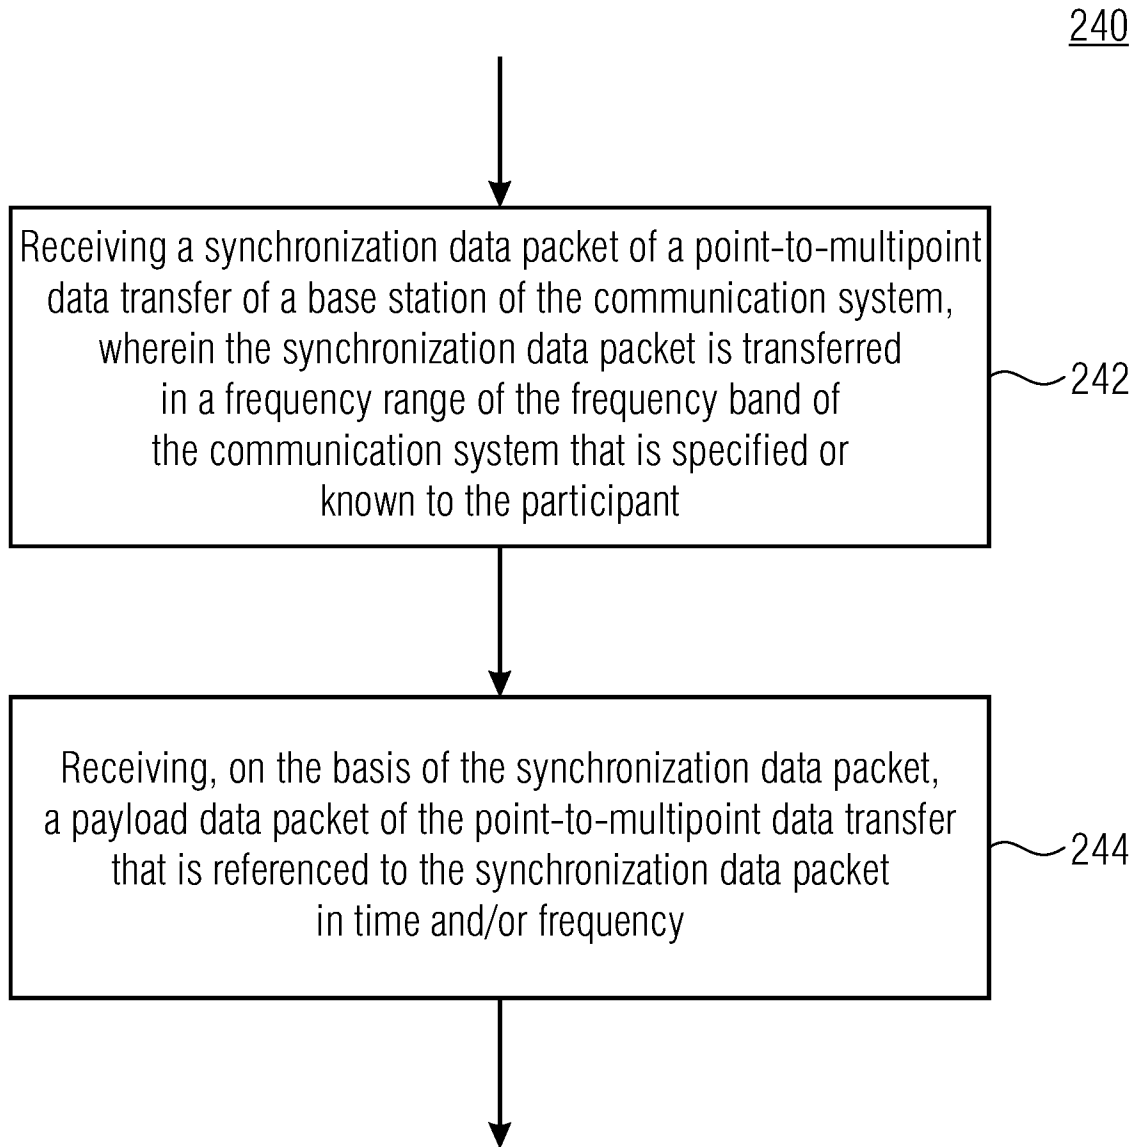 240
Receiving a synchronization data packet of a point-to-multipoint
data transfer of a base station of the communication system,
wherein the synchronization data packet is transferred
in a frequency range of the frequency band of
the communication system that is specified or
known to the participant
242
Receiving, on the basis of the synchronization data packet,
a payload data packet of the point-to-multipoint data transfer
that is referenced to the synchronization data packet
in time and/or frequency
244